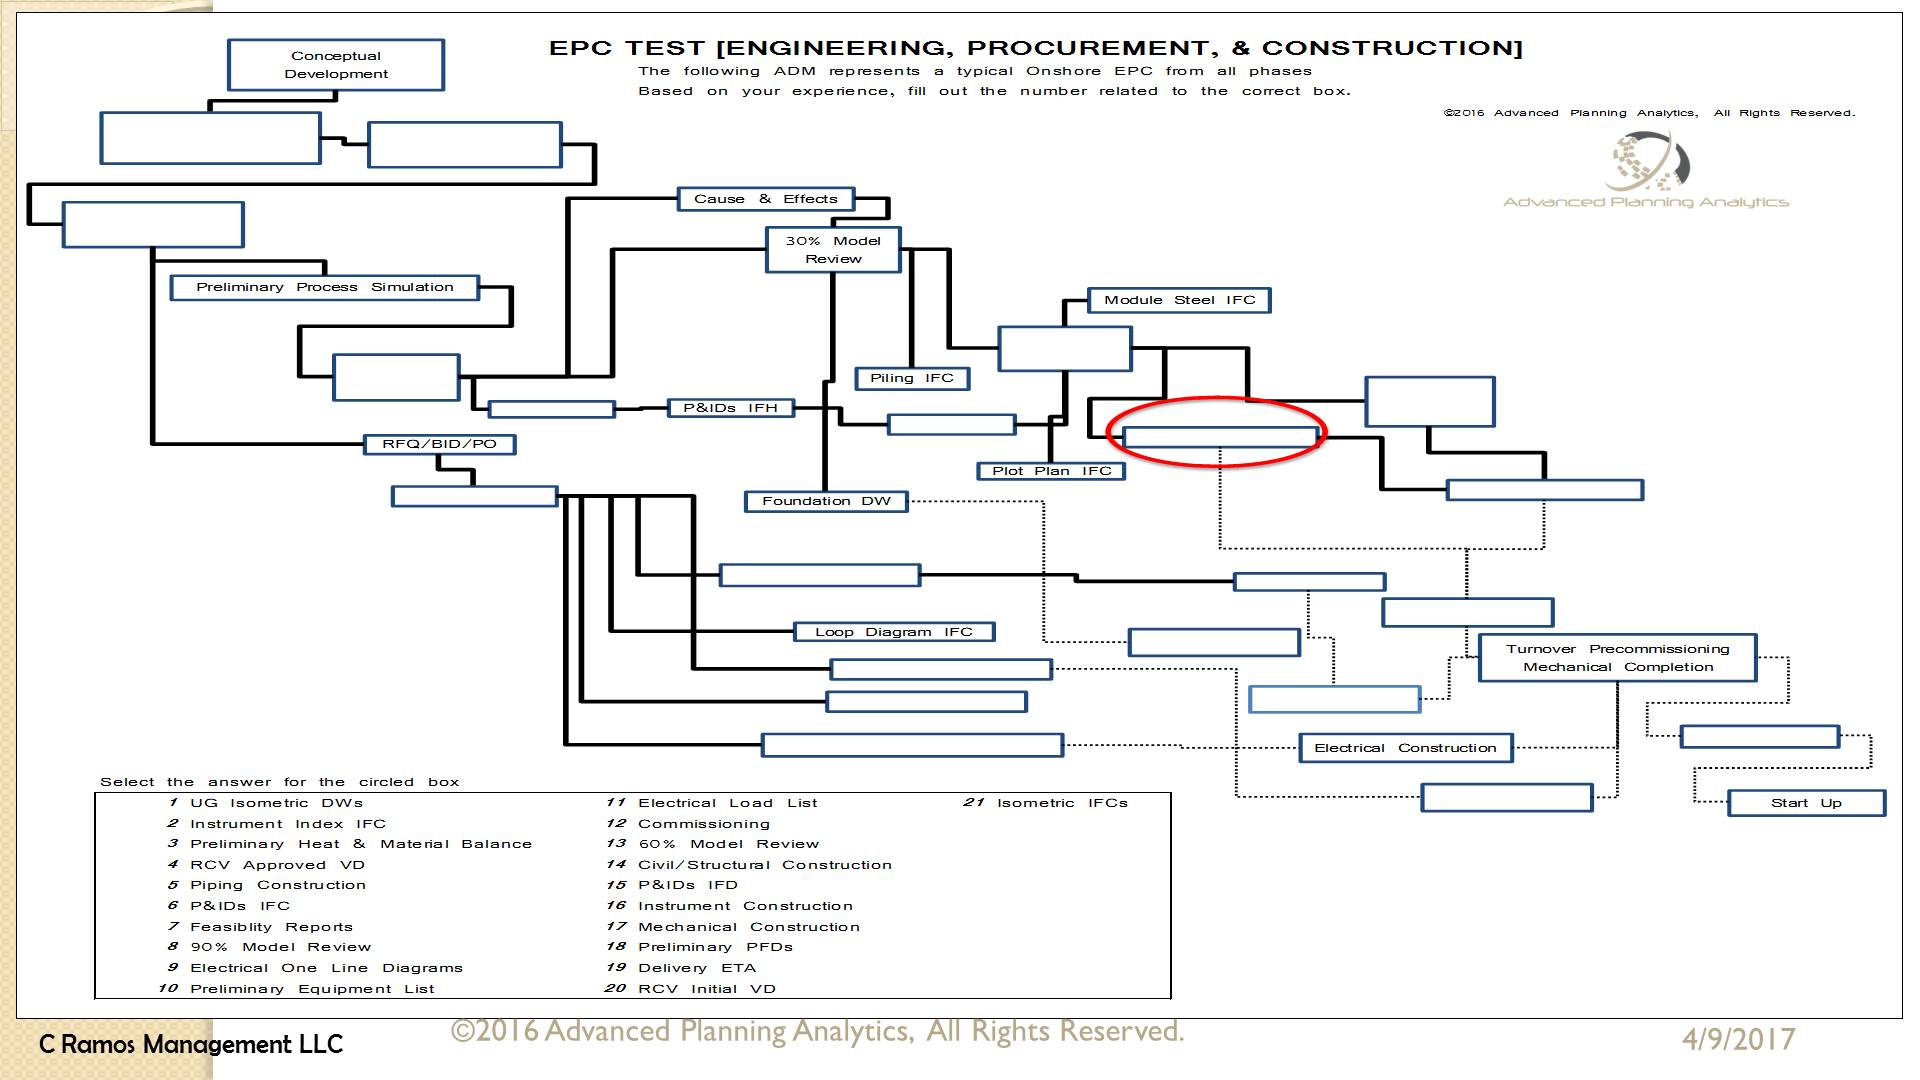 EPC TEST [ENGINEERING, PROCUREMENT, & CONSTRUCTION]
The following ADM represents a typical Onshore EPC from all phases
Based on your experience, fill out the number related to the correct box.
©2016 Advanced Planning Analytics, All Rights Reserved.
Advanced Planning Analytics
Conceptual
Development
Cause & Effects
30% Model
Review
Preliminary Process Simulation
Module Steel IFC
Piling IFC
P&IDs IFH
RFQ/BID/PO
Plot Plan IFC
Foundation DW
Loop Diagram IFC
Turnover Precommissioning
Mechanical Completion
Electrical Construction
Start Up
Select the answer for the circled box
1 UG Isometric DWs
2 Instrument Index IFC
3 Preliminary Heat & Material Balance
4 RCV Approved VD
5 Piping Construction
6 P&IDs IFC
7 Feasiblity Reports
8 90% Model Review
9 Electrical One Line Diagrams
10 Preliminary Equipment List
11 Electrical Load List
12 Commissioning
13 60% Model Review
14 Civil/Structural Construction
15 P&IDs IFD
16 Instrument Construction
17 Mechanical Construction
18 Preliminary PFDs
19 Delivery ETA
20 RCV Initial VD
21 Isometric IFCs
C Ramos Management LLC
©2016 Advanced Planning Analytics, All Rights Reserved.
4/9/2017